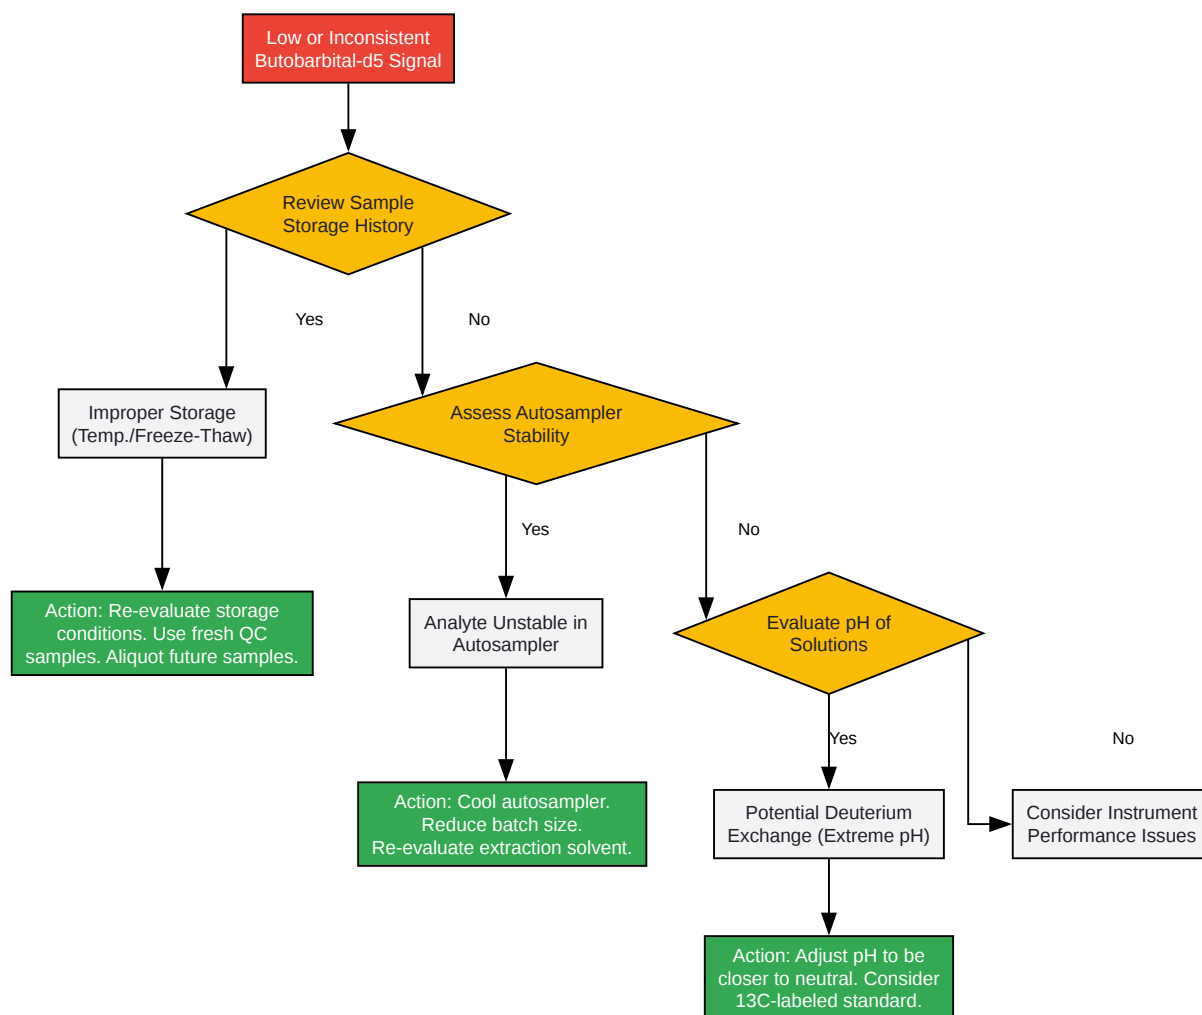 Low or Inconsistent
Butobarbital-d5 Signal
Review Sample
Storage History
Yes
No
Improper Storage
(Temp./Freeze-Thaw)
Assess Autosampler
Stability
Action: Re-evaluate storage
conditions. Use fresh QC
samples. Aliquot future samples.
Yes
No
Analyte Unstable in
Autosampler
Evaluate pH of
Solutions
Action: Cool autosampler.
Reduce batch size.
Re-evaluate extraction solvent.
Yes
No
Potential Deuterium
Exchange (Extreme pH)
Consider Instrument
Performance Issues
Action: Adjust pH to be
closer to neutral. Consider
13C-labeled standard.